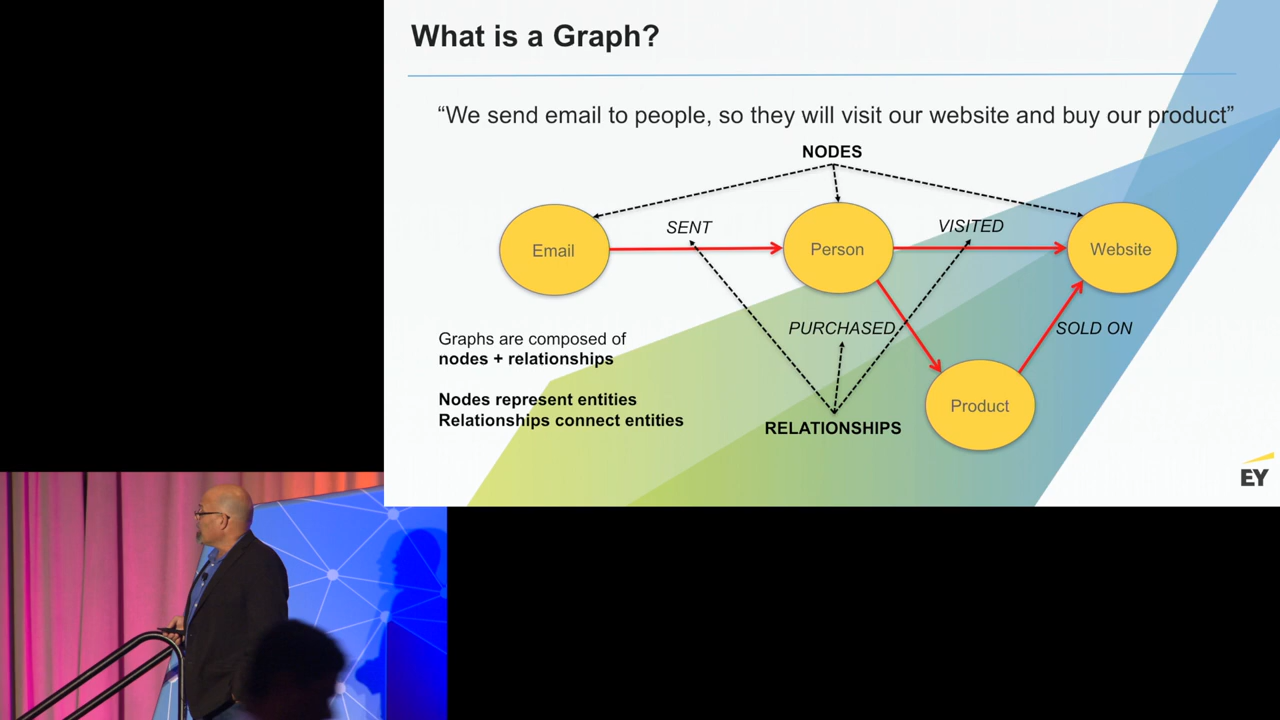 What is a Graph?
“We send email to people, so they will visit our website and buy our product”
NODES
SENT
VISITED
Email
Person
Website
PURCHASED
SOLD ON
Graphs are composed of
nodes + relationships
Nodes represent entities
Relationships connect entities
Product
RELATIONSHIPS
EY